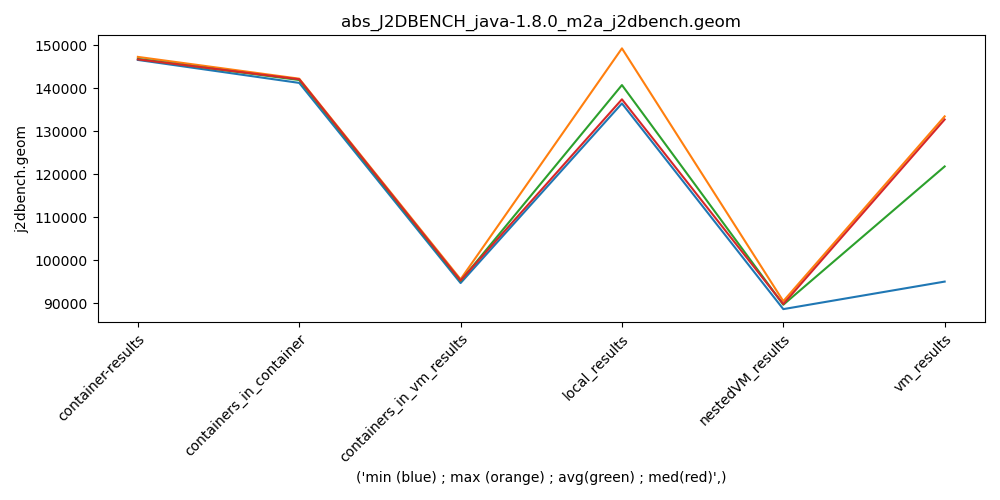 abs_J2DBENCH_java-1.8.0_m2a_j2dbench.geom
150000
140000
130000
120000
110000
100000
90000
j2dbench.geom
container-results
containers_in_container
containers_in_vm_results
local_results
nestedVM_results
vm_results
('min (blue) ; max (orange) ; avg(green) ; med(red)',)